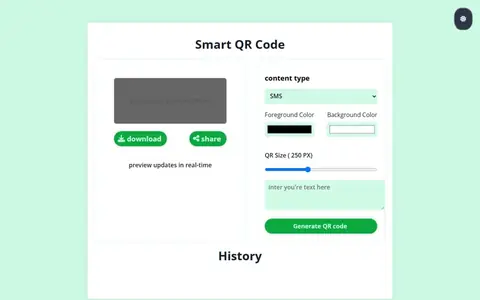 Smart QR Code
download
share
preview updates in real-time
content type
SMS
Foreground Color
Background Color
QR Size ( 250 PX)
inter you're text here
Generate QR code
History